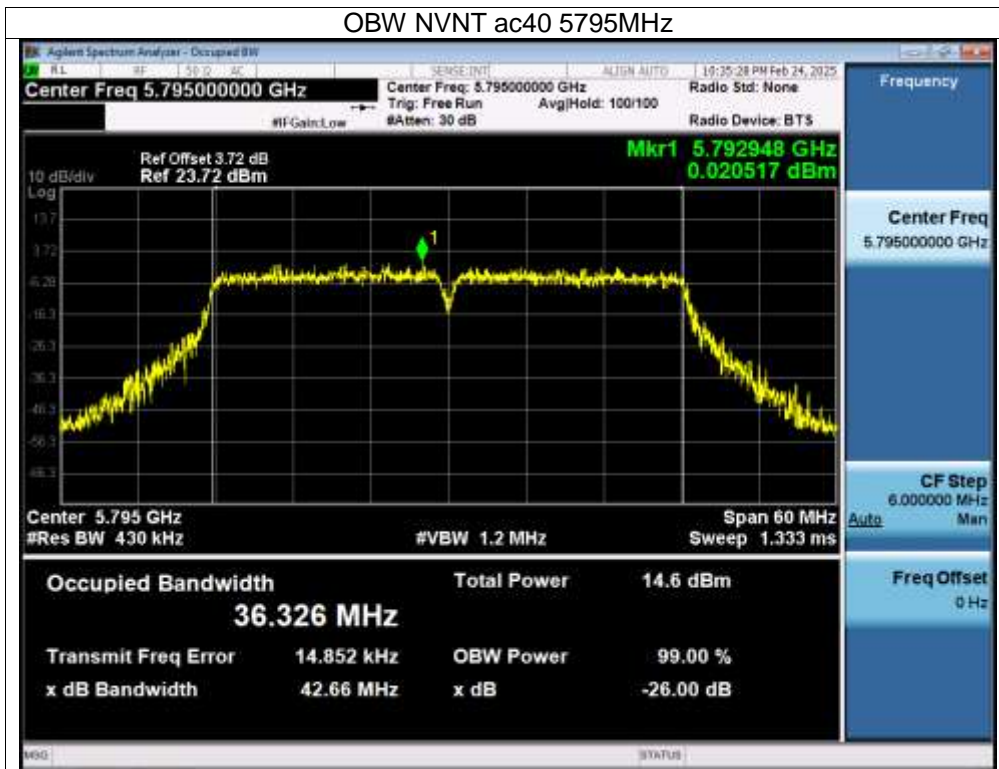 OBW NVNT ac40 5795MHz
Agilent Spectrum Analyzer - Occupied BW
RL RF 50 Ω AC SENSE:INT ALIGN AUTO 10:35:28 PM Feb 24, 2025
Center Freq 5.795000000 GHz
Center Freq: 5.795000000 GHz
Radio Std: None
Trig: Free Run Avg|Hold: 100/100
#IFGain:Low #Atten: 30 dB Radio Device: BTS
Frequency
Mkr1 5.792948 GHz
0.020517 dBm
Ref Offset 3.72 dB
10 dB/div Ref 23.72 dBm
Log
13.7
3.72
-6.28
-16.3
-26.3
-36.3
-46.3
-56.3
-66.3
1
Center Freq
5.795000000 GHz
Center 5.795 GHz Span 60 MHz
#Res BW 430 kHz #VBW 1.2 MHz Sweep 1.333 ms
CF Step
6.000000 MHz
Auto Man
Occupied Bandwidth Total Power 14.6 dBm
36.326 MHz
Transmit Freq Error 14.852 kHz OBW Power 99.00 %
x dB Bandwidth 42.66 MHz x dB -26.00 dB
Freq Offset
0 Hz
MSG STATUS